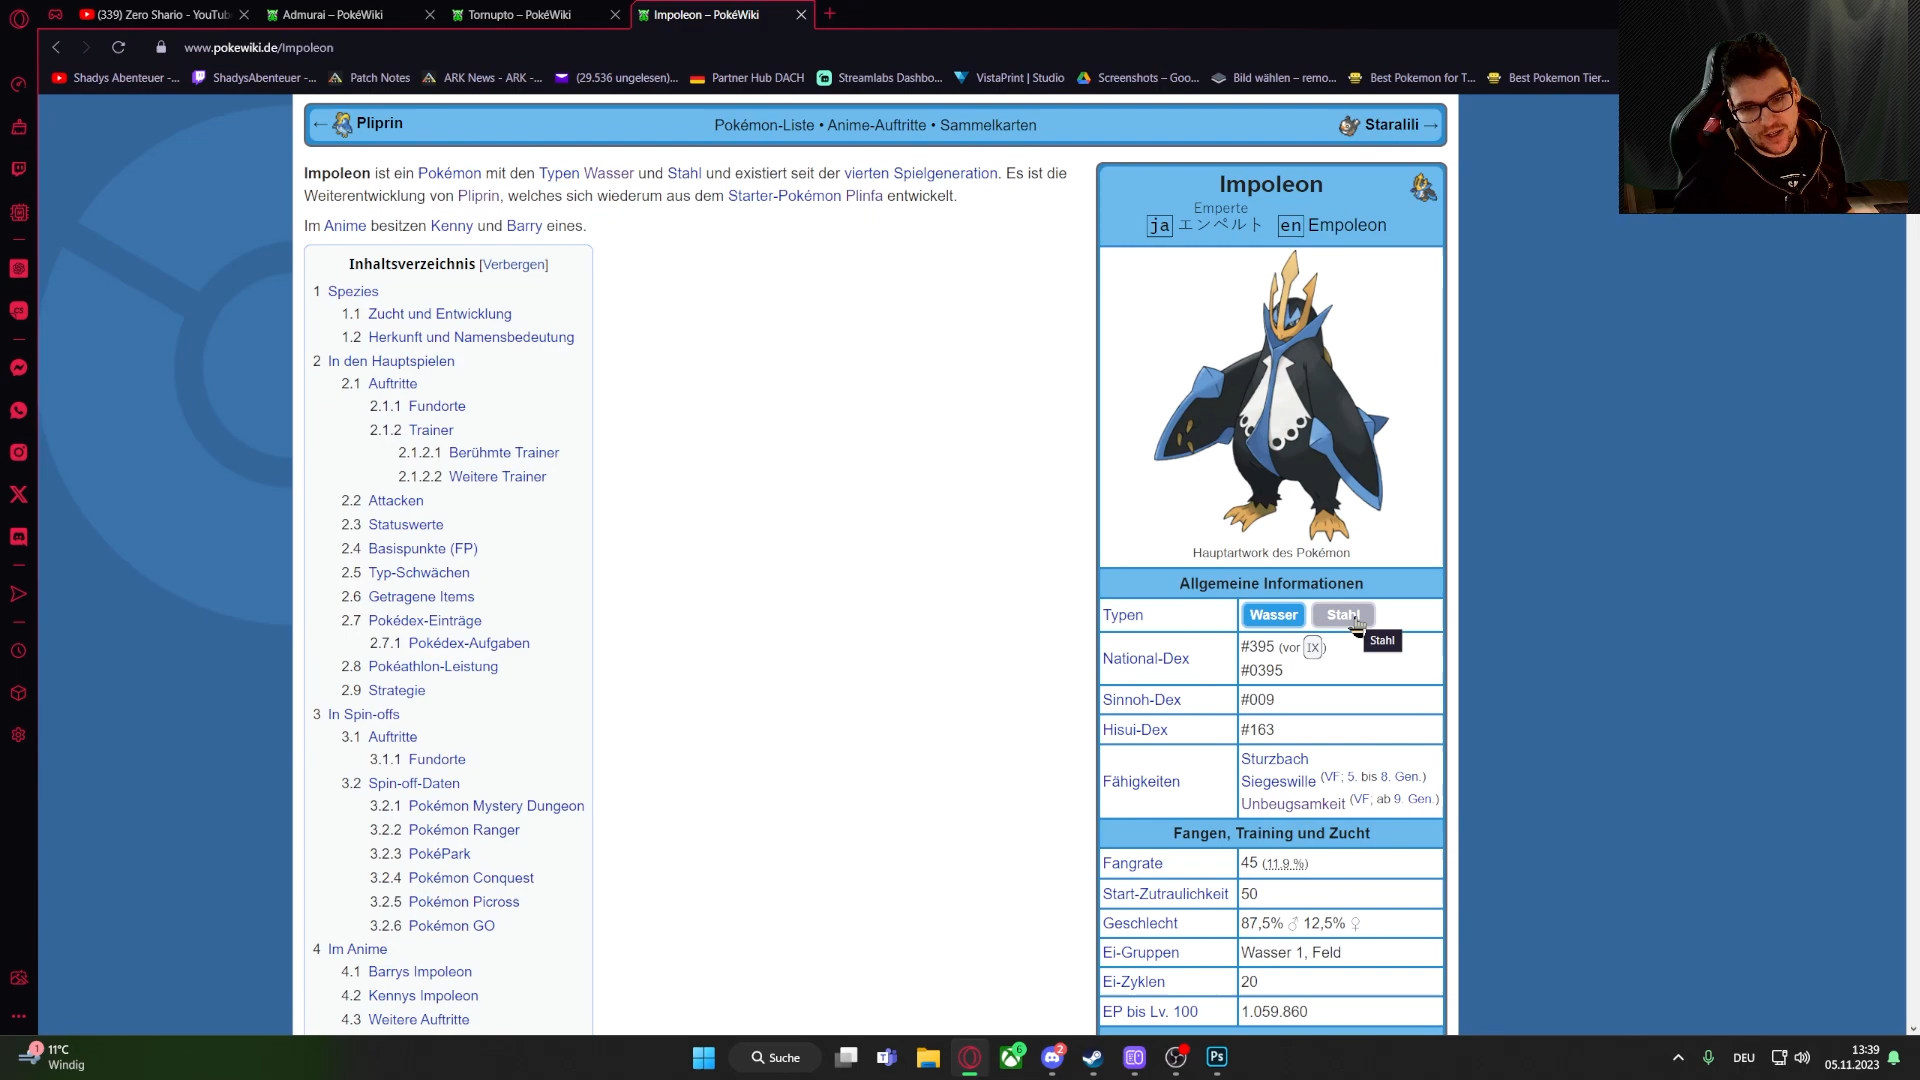 (339) Zero Shario - YouTub
Admurai – PokéWiki
Tornupto – PokéWiki
Impoleon – PokéWiki
www.pokewiki.de/Impoleon
Shadys Abenteuer -...
ShadysAbenteuer -...
Patch Notes
ARK News - ARK -...
(29.536 ungelesen)...
Partner Hub DACH
Streamlabs Dashbo...
VistaPrint | Studio
Screenshots – Goo...
Bild wählen – remo...
Best Pokemon for T...
Best Pokemon Tier...
← Pliprin
Pokémon-Liste • Anime-Auftritte • Sammelkarten
Staralili →
Impoleon ist ein Pokémon mit den Typen Wasser und Stahl und existiert seit der vierten Spielgeneration. Es ist die
Weiterentwicklung von Pliprin, welches sich wiederum aus dem Starter-Pokémon Plinfa entwickelt.
Im Anime besitzen Kenny und Barry eines.
Inhaltsverzeichnis [Verbergen]
1 Spezies
1.1 Zucht und Entwicklung
1.2 Herkunft und Namensbedeutung
2 In den Hauptspielen
2.1 Auftritte
2.1.1 Fundorte
2.1.2 Trainer
2.1.2.1 Berühmte Trainer
2.1.2.2 Weitere Trainer
2.2 Attacken
2.3 Statuswerte
2.4 Basispunkte (FP)
2.5 Typ-Schwächen
2.6 Getragene Items
2.7 Pokédex-Einträge
2.7.1 Pokédex-Aufgaben
2.8 Pokéathlon-Leistung
2.9 Strategie
3 In Spin-offs
3.1 Auftritte
3.1.1 Fundorte
3.2 Spin-off-Daten
3.2.1 Pokémon Mystery Dungeon
3.2.2 Pokémon Ranger
3.2.3 PokéPark
3.2.4 Pokémon Conquest
3.2.5 Pokémon Picross
3.2.6 Pokémon GO
4 Im Anime
4.1 Barrys Impoleon
4.2 Kennys Impoleon
4.3 Weitere Auftritte
Impoleon
Emperte
ja エンペルト en Empoleon
Hauptartwork des Pokémon
Allgemeine Informationen
Typen Wasser Stahl
Stahl
National-Dex #395 (vor IX)
#0395
Sinnoh-Dex #009
Hisui-Dex #163
Fähigkeiten Sturzbach
Siegeswille (VF; 5. bis 8. Gen.)
Unbeugsamkeit (VF; ab 9. Gen.)
Fangen, Training und Zucht
Fangrate 45 (11.9 %)
Start-Zutraulichkeit 50
Geschlecht 87,5% ♂ 12,5% ♀
Ei-Gruppen Wasser 1, Feld
Ei-Zyklen 20
EP bis Lv. 100 1.059.860
1
11°C
Windig
Suche
6
2
Ps
DEU
13:39
05.11.2023